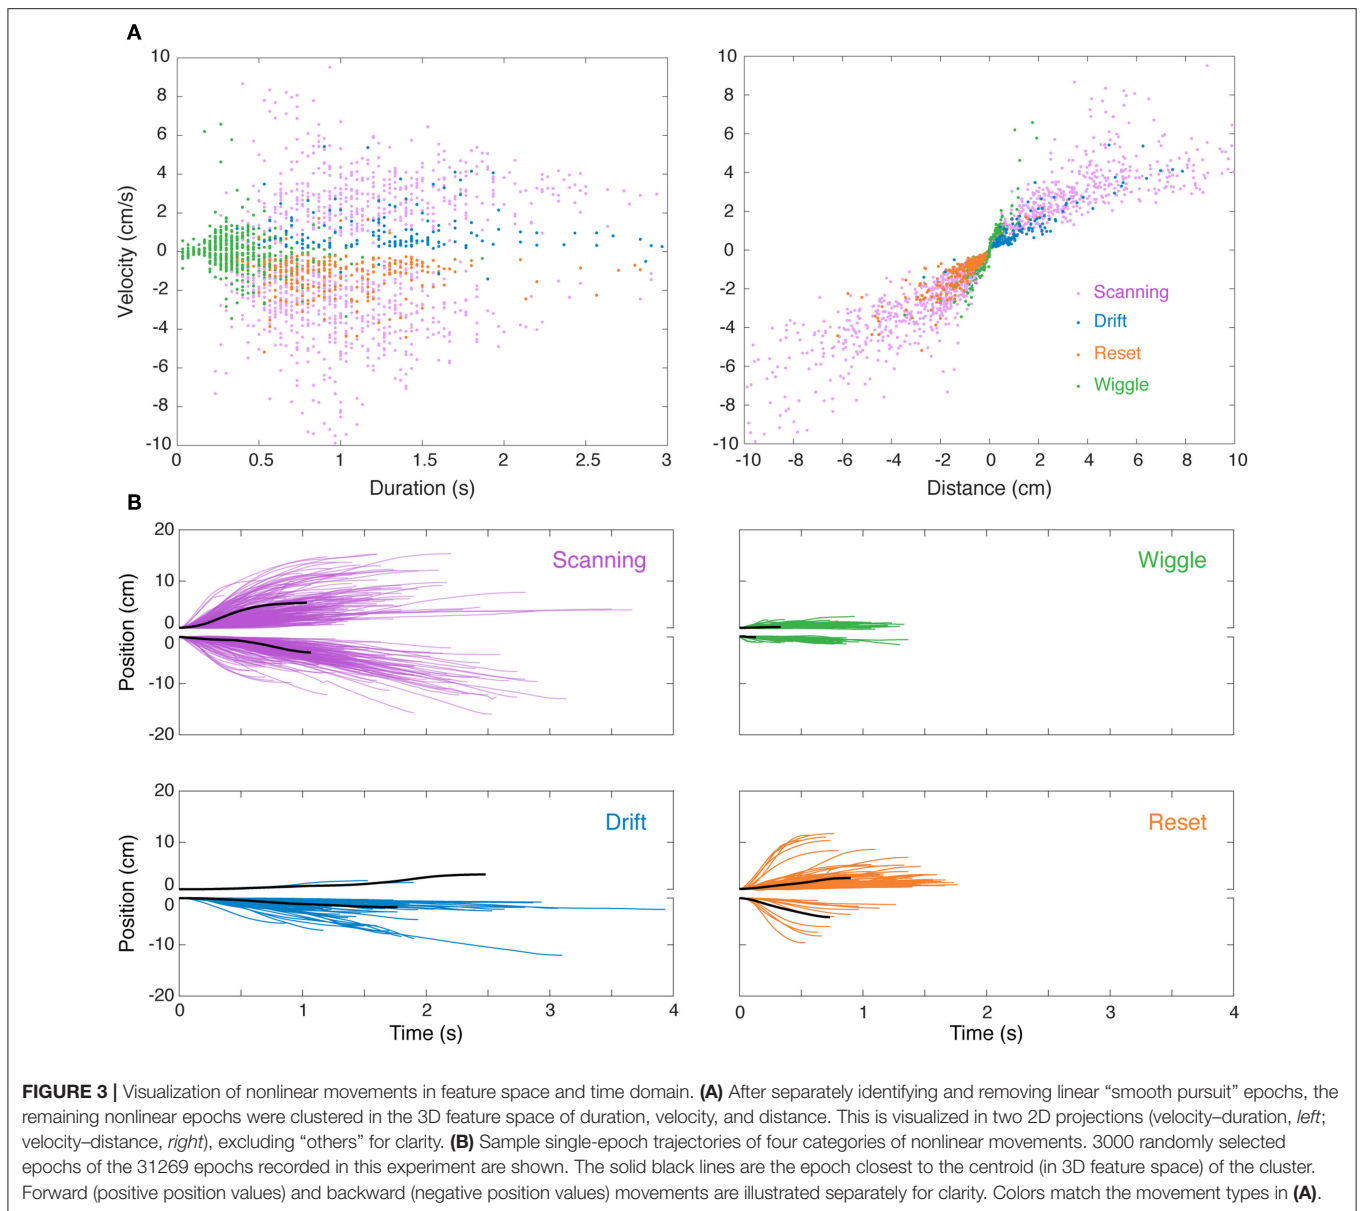 A
10
8
6
4
2
0
-2
-4
-6
-8
-10
Velocity (cm/s)
0 0.5 1 1.5 2 2.5 3
Duration (s)
10
8
6
4
2
0
-2
-4
-6
-8
-10
Scanning
Drift
Reset
Wiggle
-10 -8 -6 -4 -2 0 2 4 6 8 10
Distance (cm)
B
20
10
0
0
-10
-20
Position (cm)
Scanning
Wiggle
0 1 2 3 4
20
10
0
0
-10
-20
Position (cm)
Drift
Reset
0 1 2 3 4
Time (s)
0 1 2 3 4
Time (s)
FIGURE 3 | Visualization of nonlinear movements in feature space and time domain. (A) After separately identifying and removing linear “smooth pursuit” epochs, the
remaining nonlinear epochs were clustered in the 3D feature space of duration, velocity, and distance. This is visualized in two 2D projections (velocity–duration, left;
velocity–distance, right), excluding “others” for clarity. (B) Sample single-epoch trajectories of four categories of nonlinear movements. 3000 randomly selected
epochs of the 31269 epochs recorded in this experiment are shown. The solid black lines are the epoch closest to the centroid (in 3D feature space) of the cluster.
Forward (positive position values) and backward (negative position values) movements are illustrated separately for clarity. Colors match the movement types in (A).